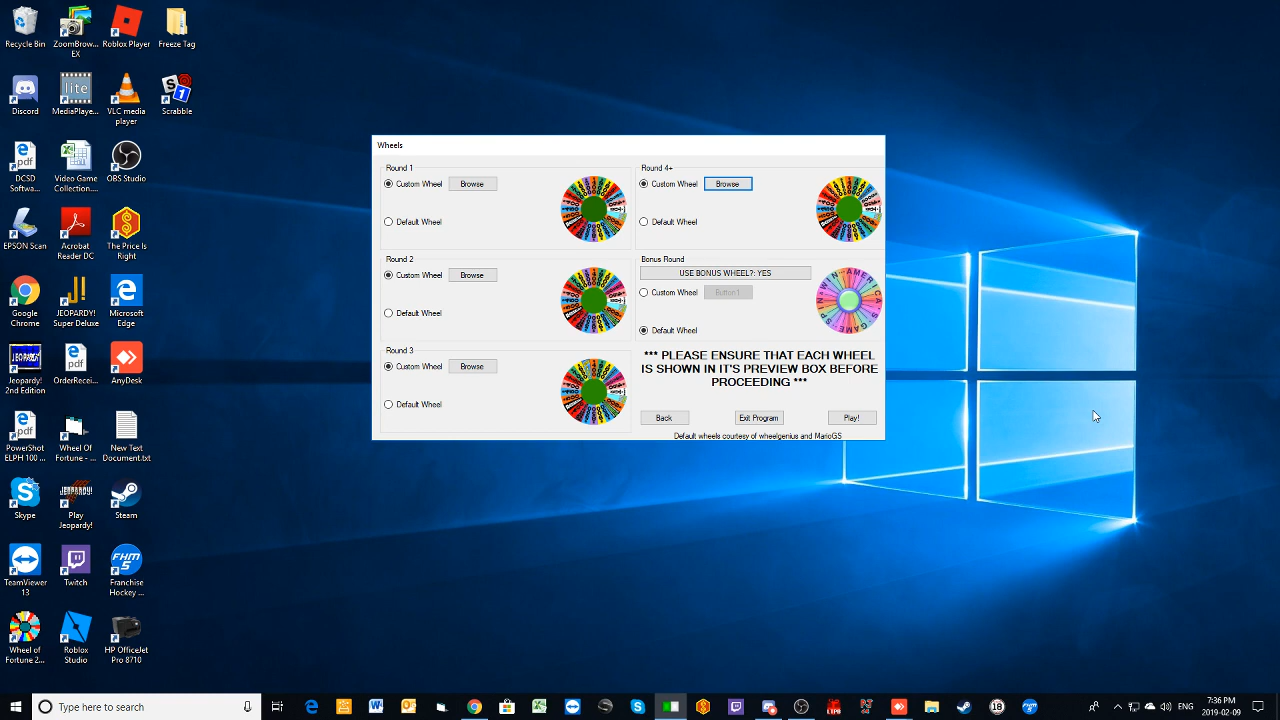 Recycle Bin
ZoomBrow... EX
Roblox Player
Freeze Tag
Discord
MediaPlaye...
VLC media player
Scrabble
DCSD Softwa...
Video Game Collection....
OBS Studio
EPSON Scan
Acrobat Reader DC
The Price Is Right
Google Chrome
JEOPARDY! Super Deluxe
Microsoft Edge
Jeopardy! 2nd Edition
OrderRecei...
AnyDesk
PowerShot ELPH 100 ...
Wheel Of Fortune - ...
New Text Document.txt
Skype
Play Jeopardy!
Steam
TeamViewer 13
Twitch
Franchise Hockey ...
Wheel of Fortune 2...
Roblox Studio
HP OfficeJet Pro 8710
Wheels
Round 1
Custom Wheel
Browse
Default Wheel
Round 2
Custom Wheel
Browse
Default Wheel
Round 3
Custom Wheel
Browse
Default Wheel
Round 4+
Custom Wheel
Browse
Default Wheel
Bonus Round
USE BONUS WHEEL?: YES
Custom Wheel
Button1
Default Wheel
*** PLEASE ENSURE THAT EACH WHEEL
IS SHOWN IN IT'S PREVIEW BOX BEFORE
PROCEEDING ***
Back
Exit Program
Play!
Default wheels courtesy of wheelgenius and MarioGS
Type here to search
ENG
7:36 PM
2019-02-09